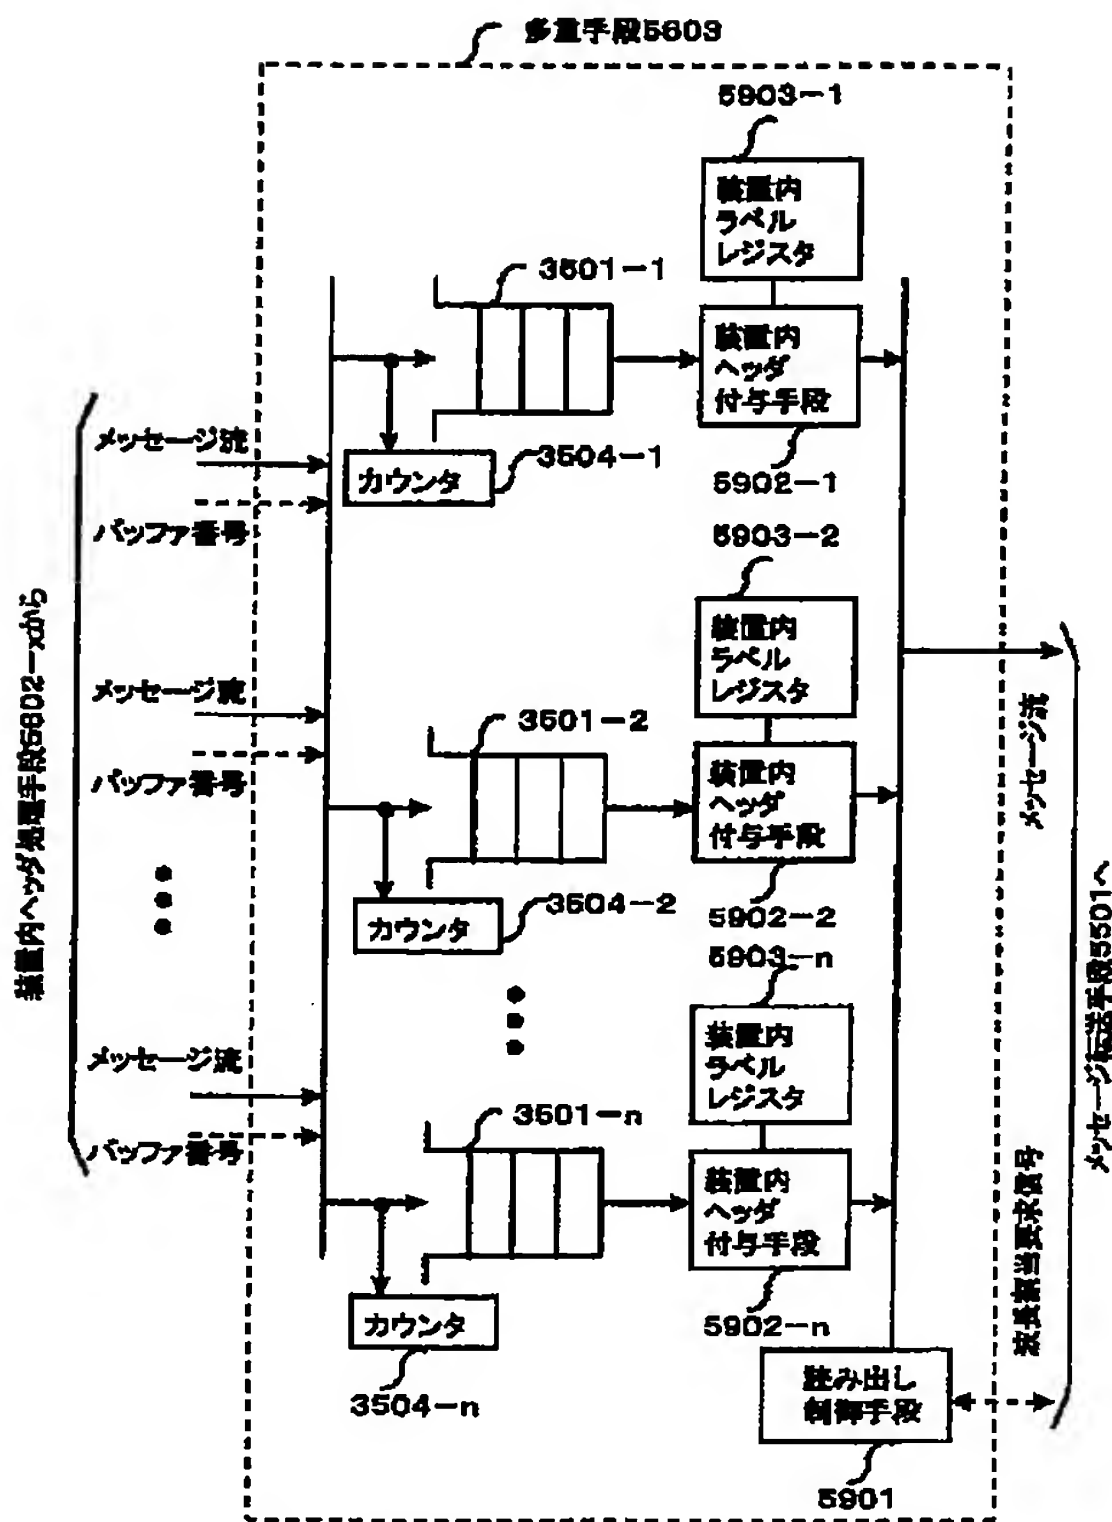 多重手段5603
5903-1
装置内
ラベル
レジスタ
3501-1
装置内
ヘッダ
付与手段
メッセージ流
カウンタ
3504-1
5902-1
バッファ番号
5903-2
装置内
ラベル
レジスタ
メッセージ流
3501-2
装置内
ヘッダ
付与手段
バッファ番号
カウンタ
3504-2
5902-2
5903-n
装置内
ラベル
レジスタ
メッセージ流
3501-n
バッファ番号
装置内
ヘッダ
付与手段
カウンタ
3504-n
5902-n
読み出し
制御手段
5901
装置内ヘッダ処理手段5602-xから
メッセージ流
波長割当要求信号
メッセージ転送手段5501へ